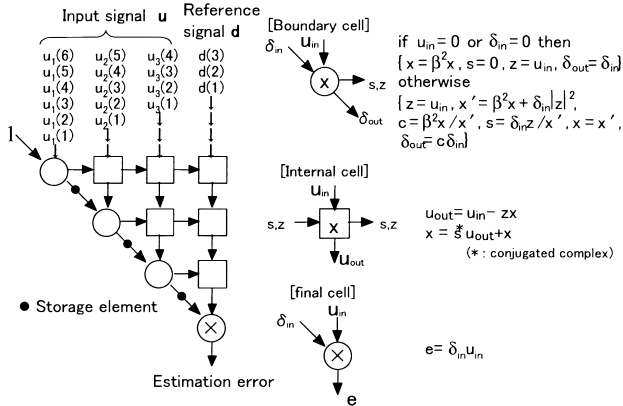 Input signal u
Reference signal d
u₁(6)
u₁(5)
u₁(4)
u₁(3)
u₁(2)
u₁(1)
u₂(5)
u₂(4)
u₂(3)
u₂(2)
u₂(1)
u₃(4)
u₃(3)
u₃(2)
u₃(1)
d(3)
d(2)
d(1)
1
● Storage element
×
Estimation error
[Boundary cell]
δin
uin
x
s,z
δout
if uin=0 or δin=0 then
{x=β²x, s=0, z=uin, δout=δin}
otherwise
{z=uin, x′=β²x+δin|z|²,
c=β²x/x′, s=δinz/x′, x=x′,
δout=cδin}
[Internal cell]
uin
s,z
x
s,z
uout
uout=uin−zx
x=s*uout+x
(*: conjugated complex)
[final cell]
δin
uin
×
e
e=δinuin